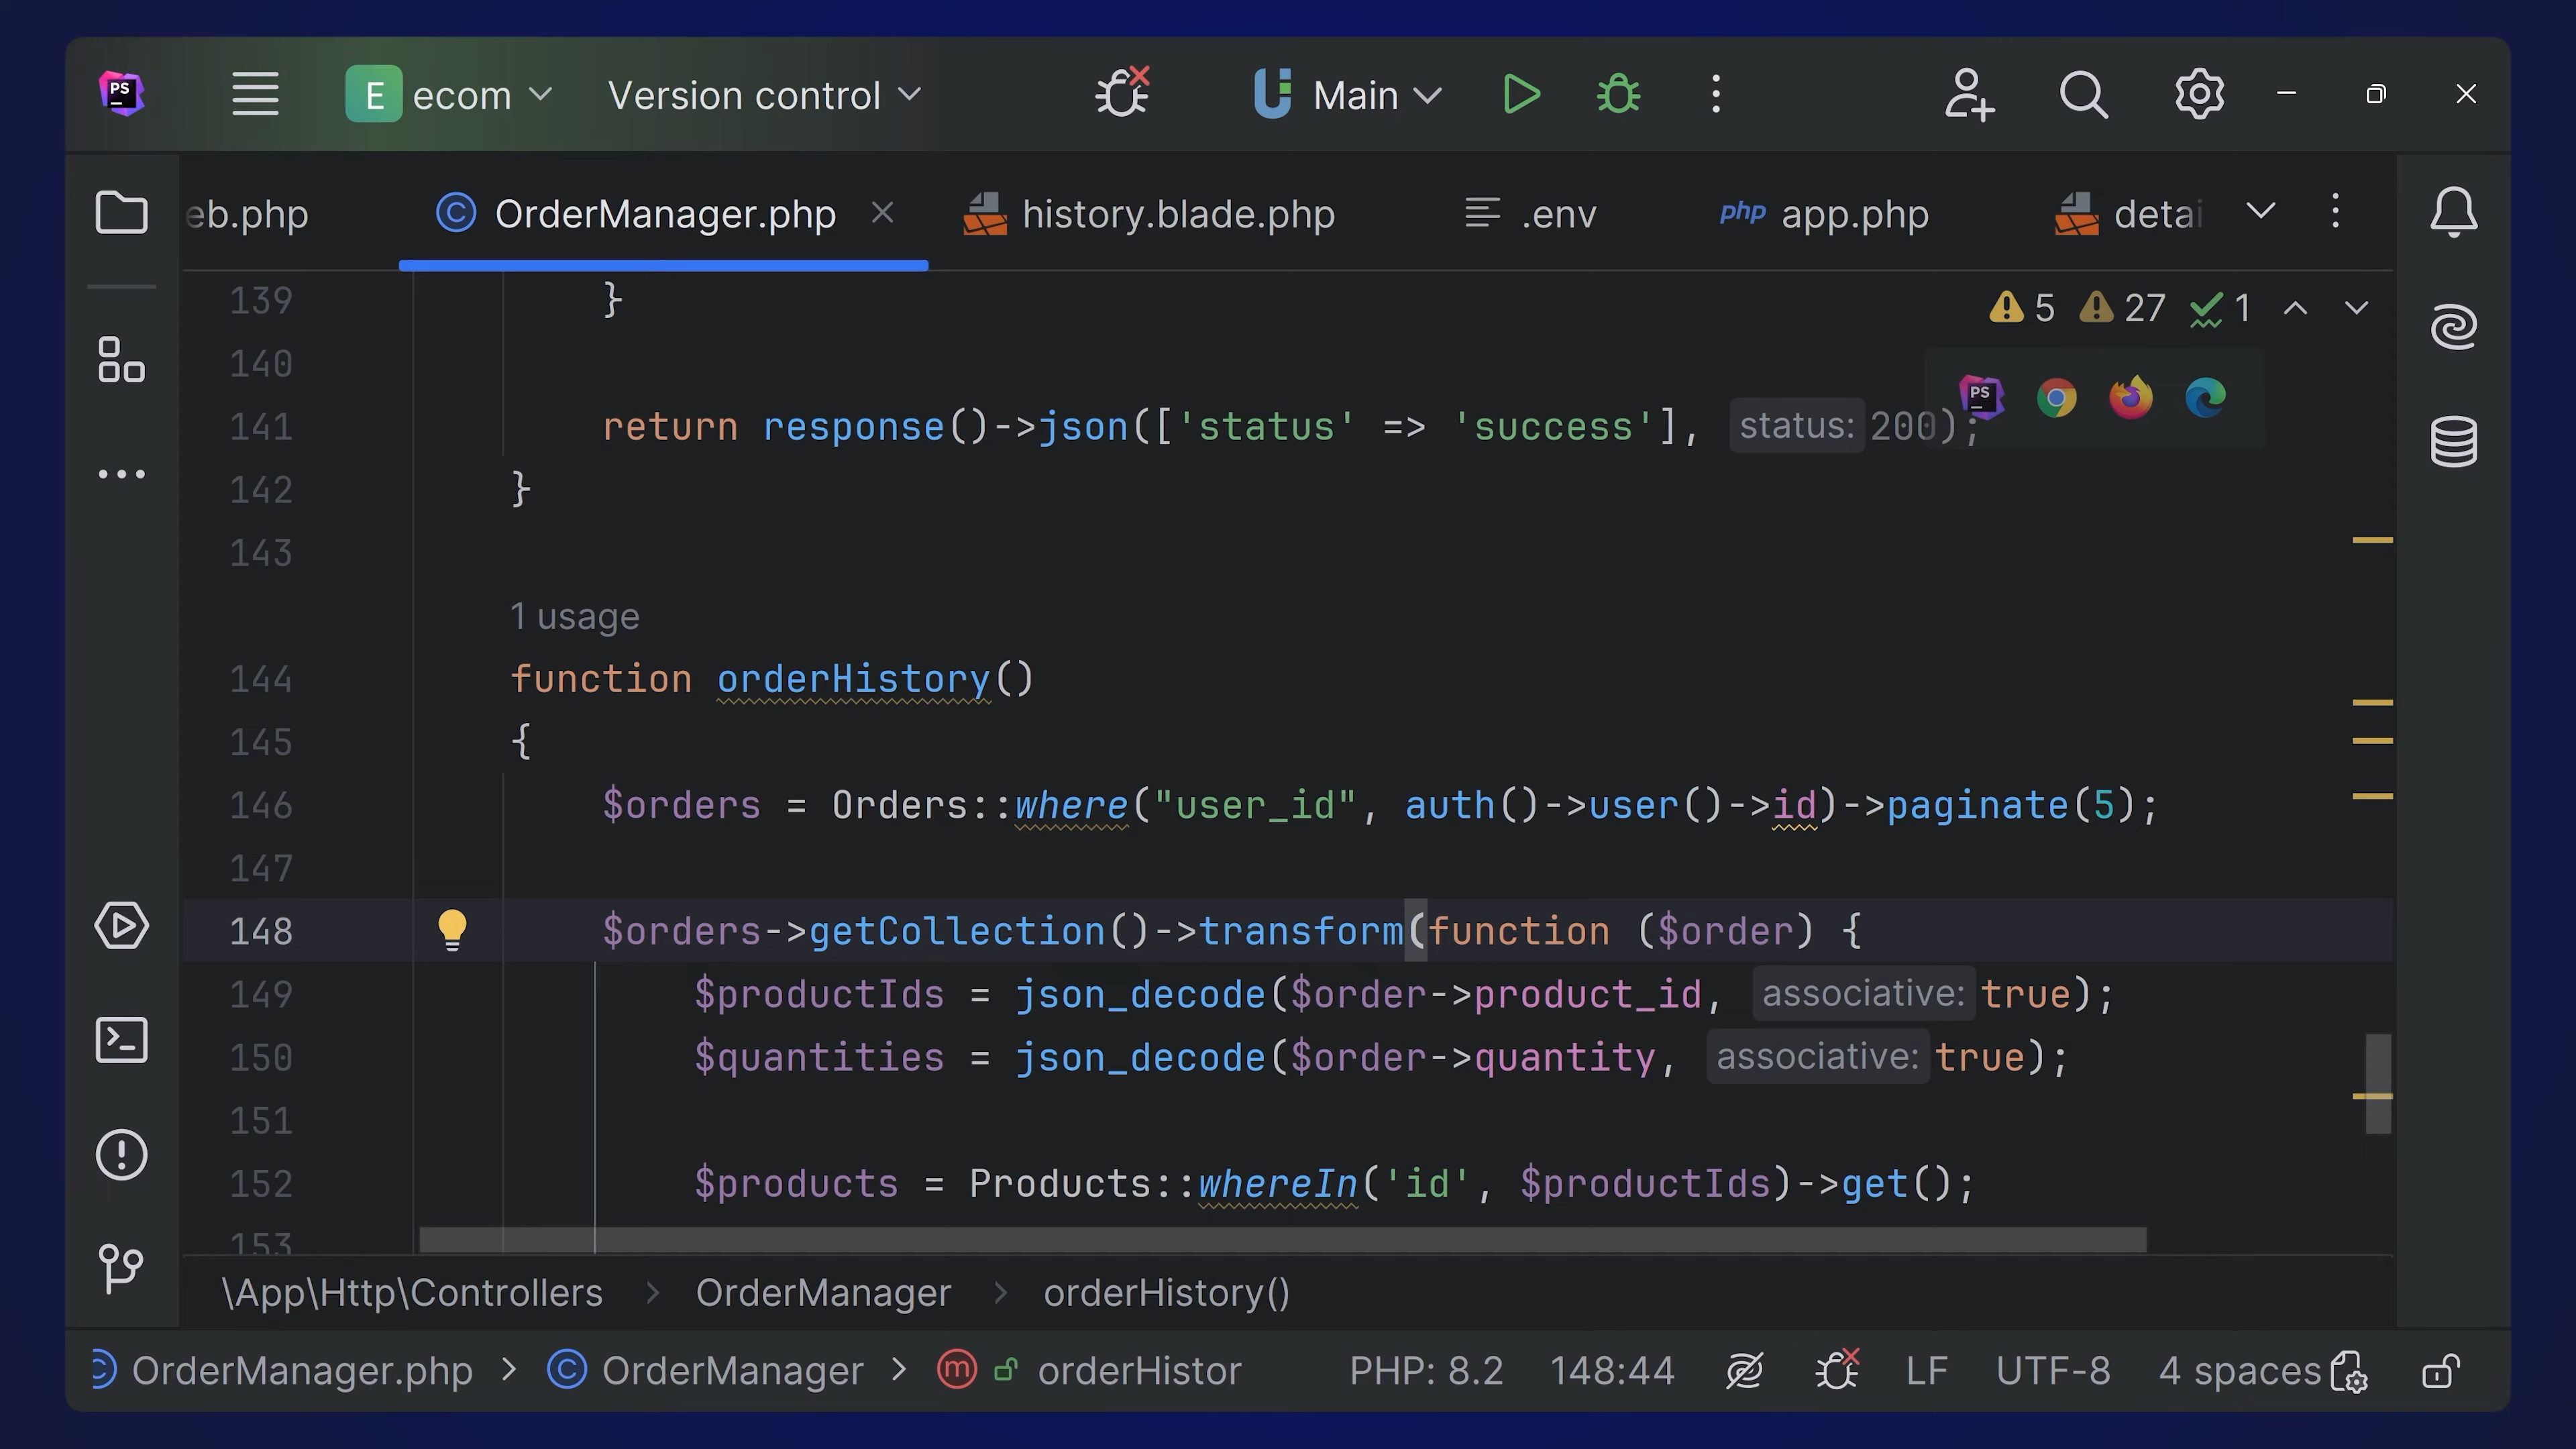 PS E ecom Version control Main
eb.php OrderManager.php history.blade.php .env php app.php detai
5 27 1
139 }
140
141 return response()->json(['status' => 'success'], status: 200);
142 }
143
1 usage
144 function orderHistory()
145 {
146 $orders = Orders::where("user_id", auth()->user()->id)->paginate(5);
147
148 $orders->getCollection()->transform(function ($order) {
149 $productIds = json_decode($order->product_id, associative: true);
150 $quantities = json_decode($order->quantity, associative: true);
151
152 $products = Products::whereIn('id', $productIds)->get();
153
\App\Http\Controllers > OrderManager > orderHistory()
OrderManager.php > OrderManager > orderHistor PHP: 8.2 148:44 LF UTF-8 4 spaces